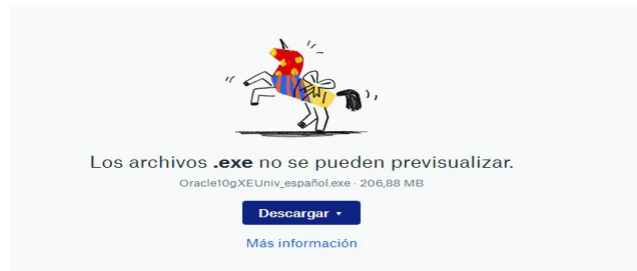 Los archivos .exe no se pueden previsualizar.
Oracle10gXEUniv_español.exe · 206,88 MB
Descargar
Más información